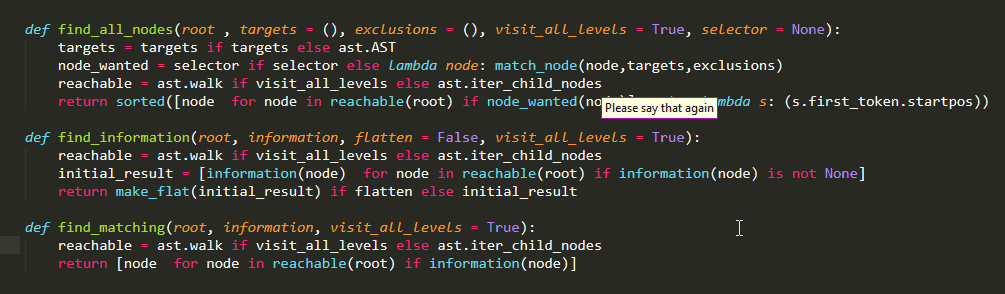 def find_all_nodes(root , targets = (), exclusions = (), visit_all_levels = True, selector = None):
    targets = targets if targets else ast.AST
    node_wanted = selector if selector else lambda node: match_node(node,targets,exclusions)
    reachable = ast.walk if visit_all_levels else ast.iter_child_nodes
    return sorted([node  for node in reachable(root) if node_wanted(node)] lambda s: (s.first_token.startpos))
Please say that again
def find_information(root, information, flatten = False, visit_all_levels = True):
    reachable = ast.walk if visit_all_levels else ast.iter_child_nodes
    initial_result = [information(node)  for node in reachable(root) if information(node) is not None]
    return make_flat(initial_result) if flatten else initial_result
def find_matching(root, information, visit_all_levels = True):
    reachable = ast.walk if visit_all_levels else ast.iter_child_nodes
    return [node  for node in reachable(root) if information(node)]